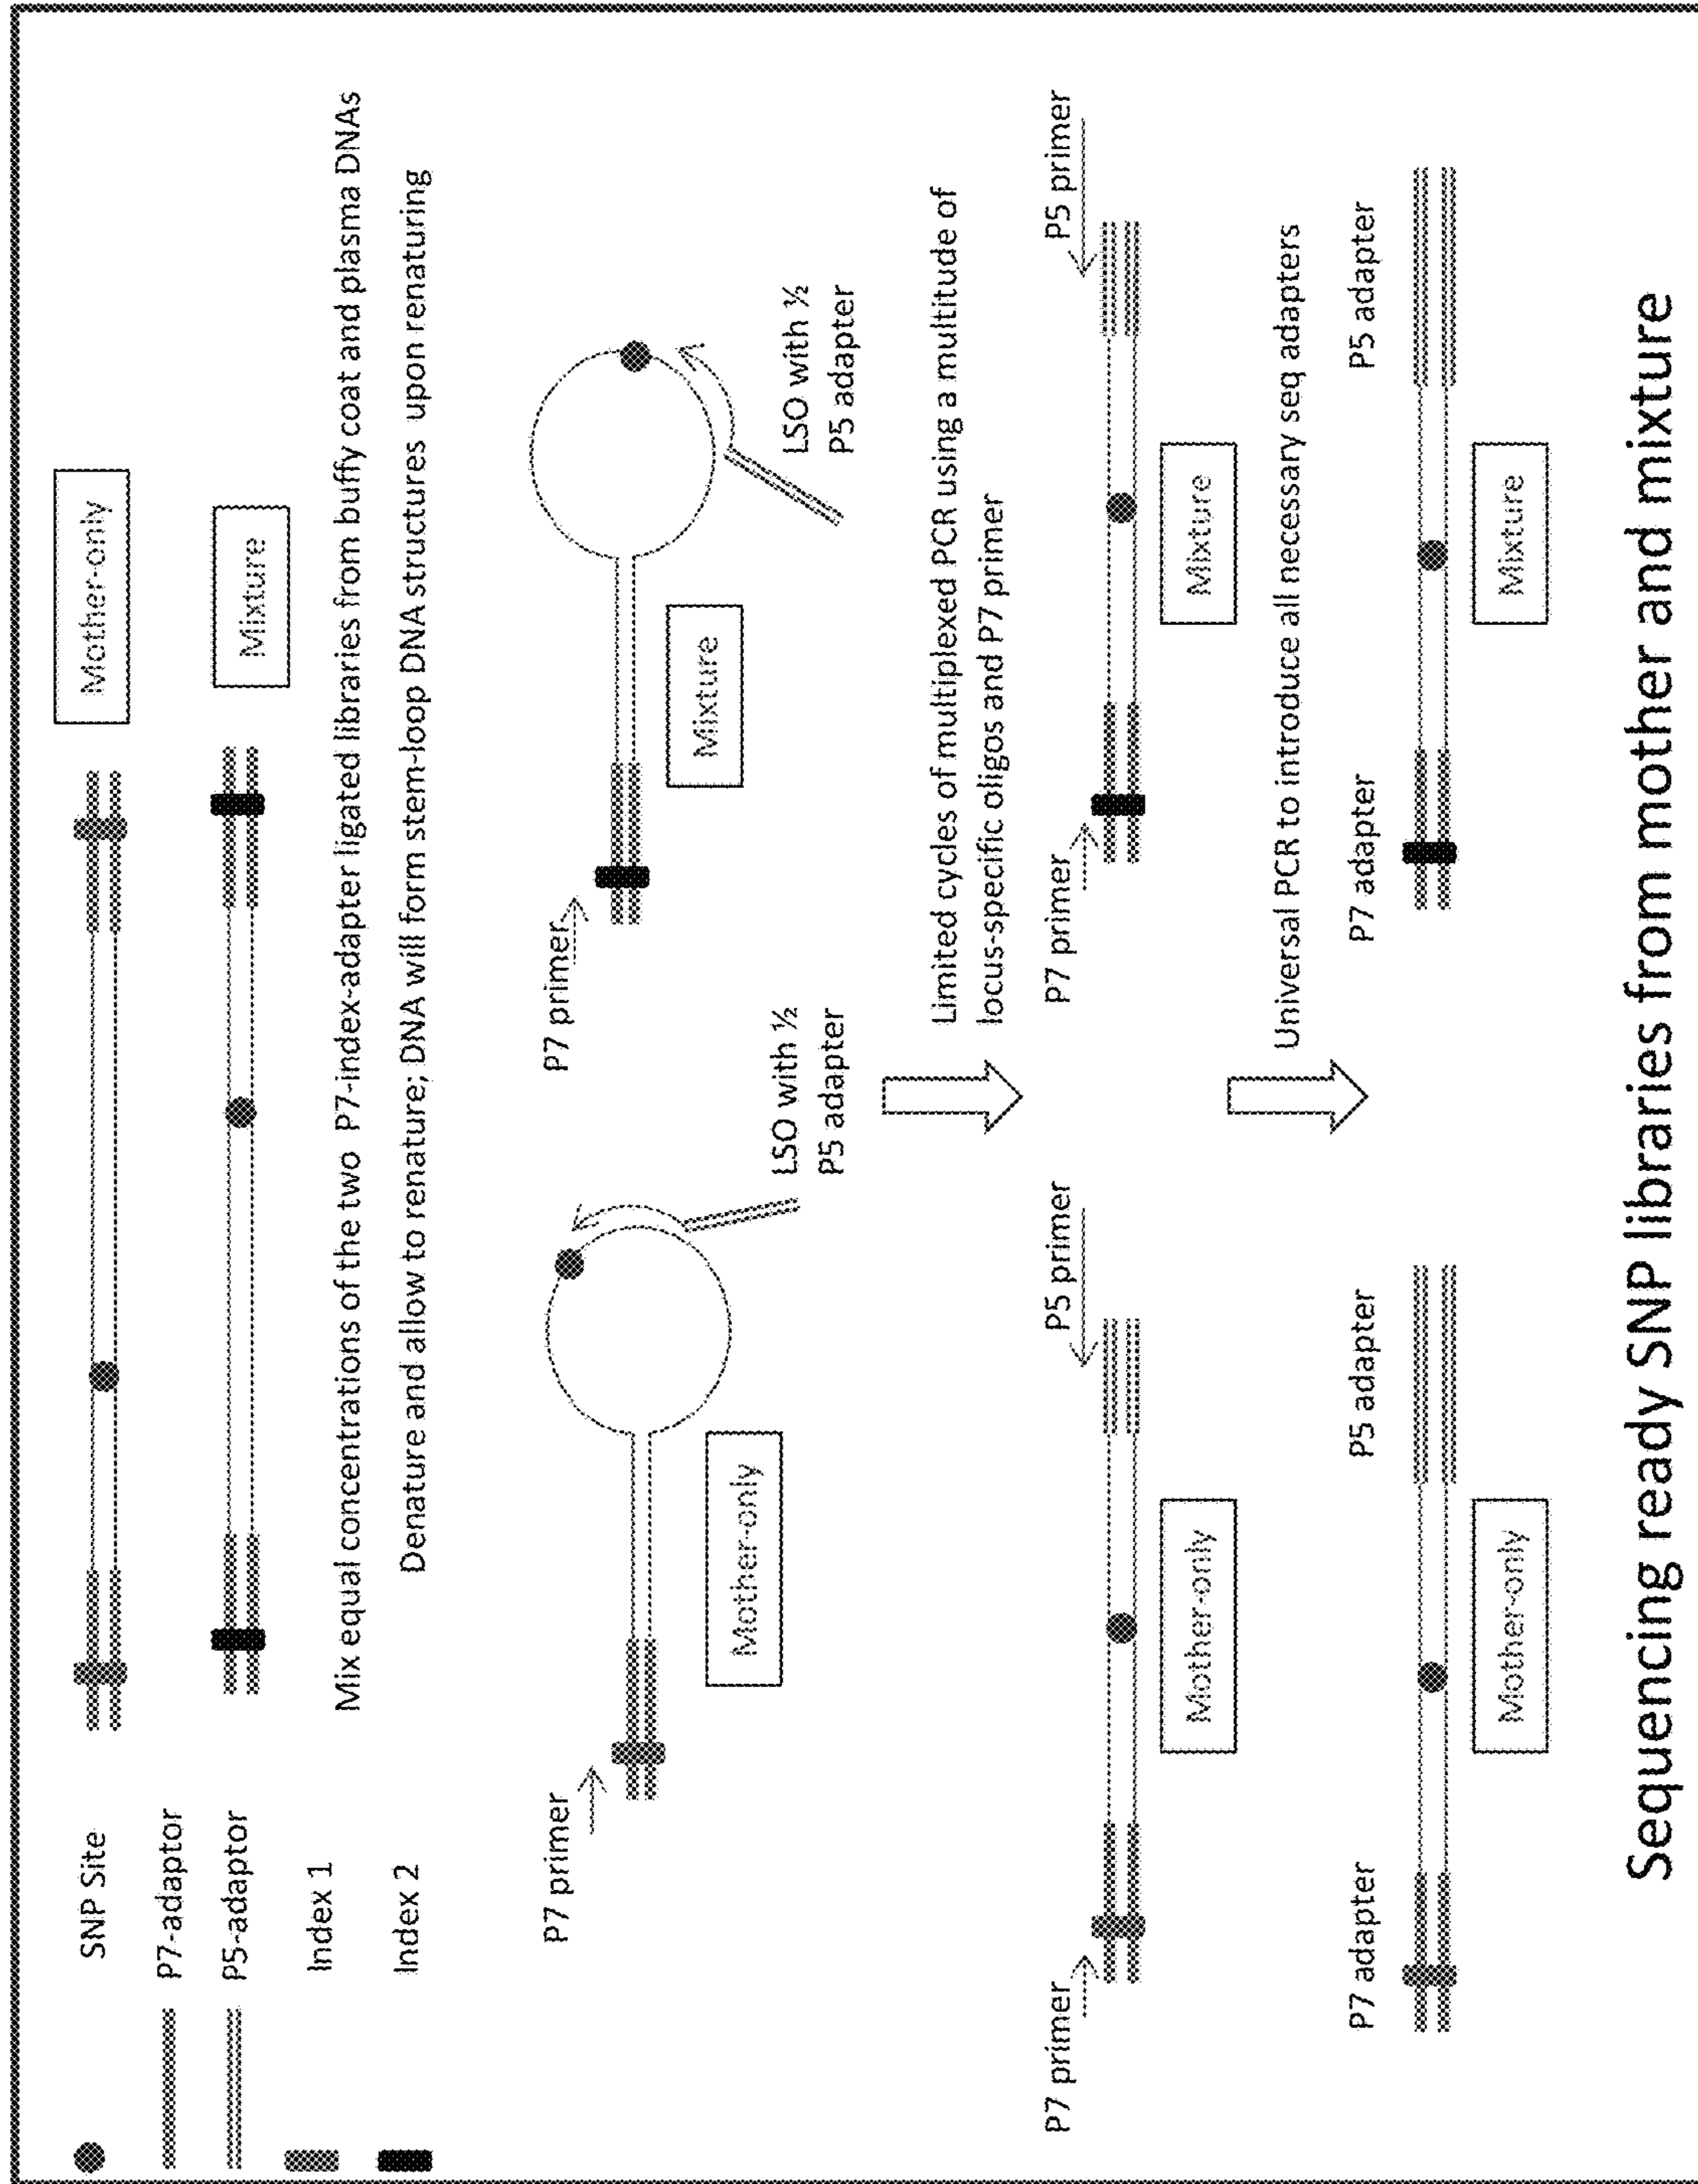 SNP Site
P7-adaptor
P5-adaptor
Index 1
Index 2
Mother-only
Mixture
Mix equal concentrations of the two P7-index-adapter ligated libraries from buffy coat and plasma DNAs
Denature and allow to renature; DNA will form stem-loop DNA structures upon renaturing
P7 primer
Mother-only
LSO with ½
P5 adapter
P7 primer
Mixture
LSO with ½
P5 adapter
Limited cycles of multiplexed PCR using a multitude of
locus-specific oligos and P7 primer
P7 primer
P5 primer
Mother-only
P7 primer
P5 primer
Mixture
Universal PCR to introduce all necessary seq adapters
P7 adapter
P5 adapter
Mother-only
P7 adapter
P5 adapter
Mixture
Sequencing ready SNP libraries from mother and mixture